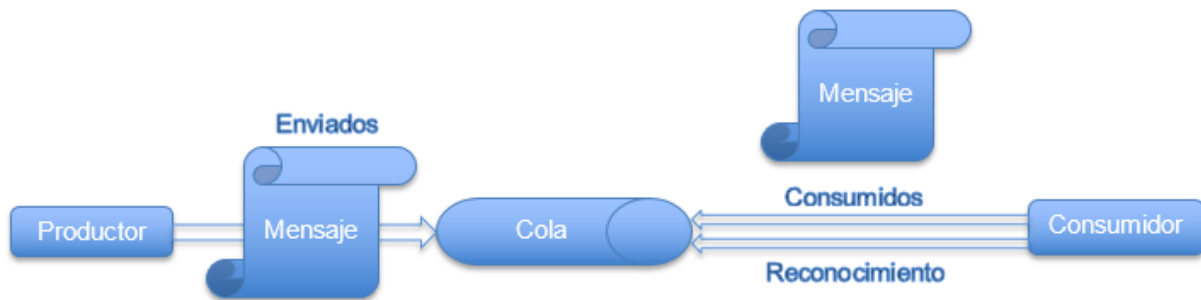 Mensaje
Enviados
Productor
Mensaje
Cola
Consumidos
Consumidor
Reconocimiento